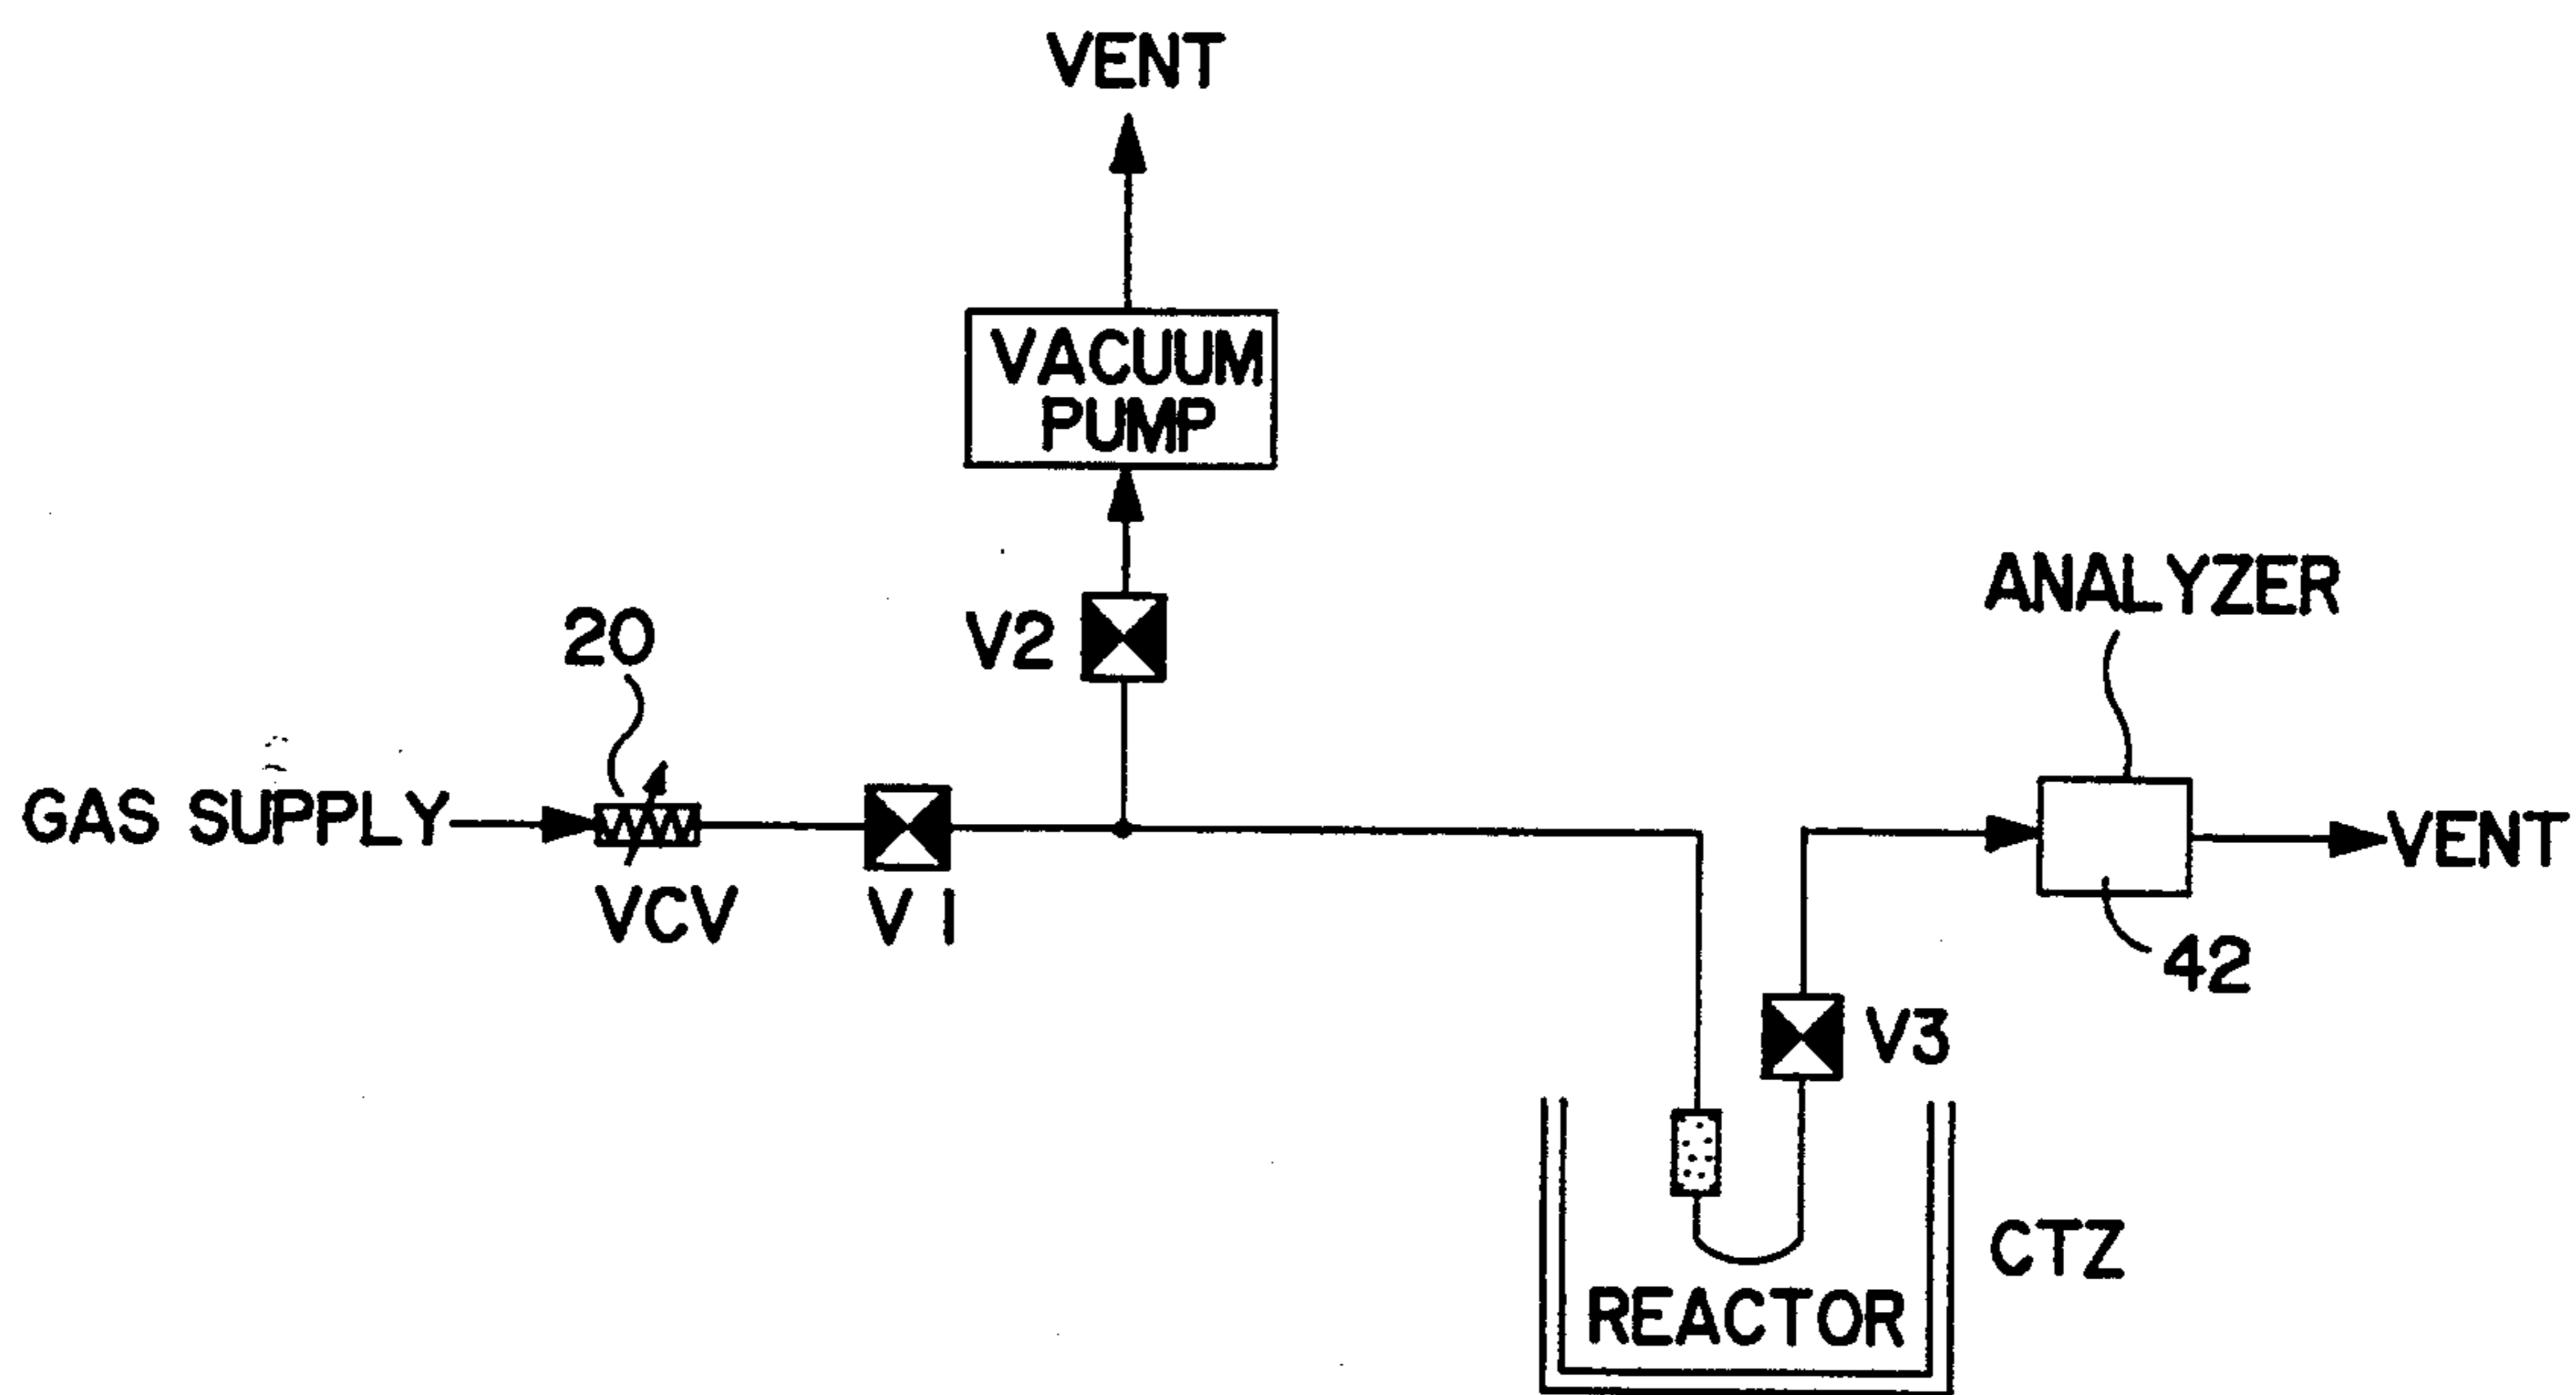 VENT
VACUUM
PUMP
ANALYZER
20
V2
GAS SUPPLY
VENT
VCV
V1
42
V3
CTZ
REACTOR